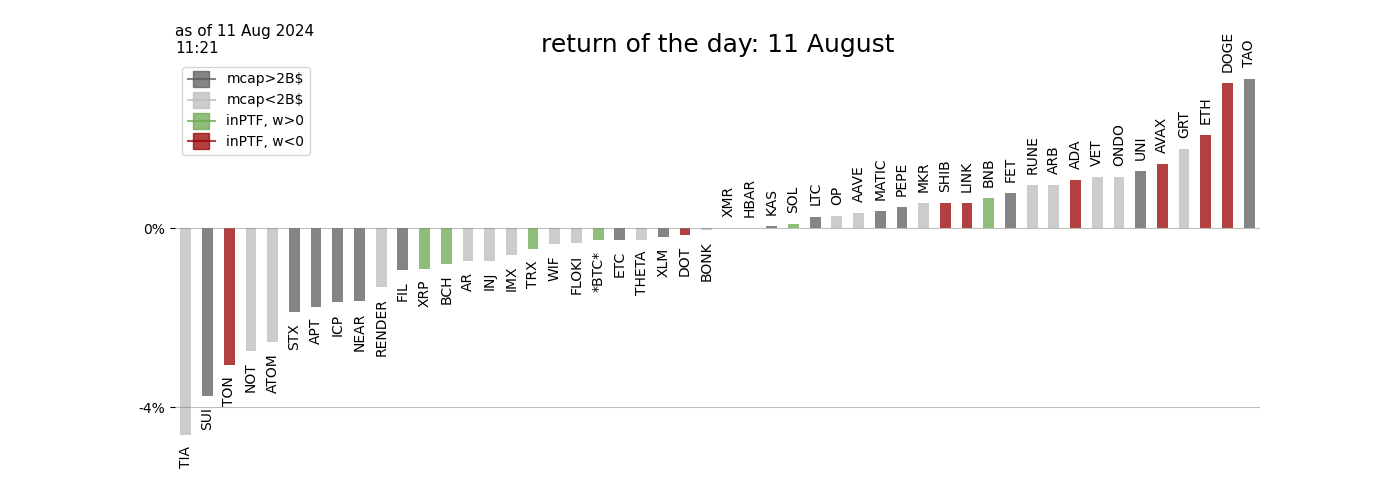 as of 11 Aug 2024
11:21
return of the day: 11 August
mcap>2B$
mcap<2B$
inPTF, w>0
inPTF, w<0
0%
-4%
TIA
SUI
TON
NOT
ATOM
STX
APT
ICP
NEAR
RENDER
FIL
XRP
BCH
AR
INJ
IMX
TRX
WIF
FLOKI
*BTC*
ETC
THETA
XLM
DOT
BONK
XMR
HBAR
KAS
SOL
LTC
OP
AAVE
MATIC
PEPE
MKR
SHIB
LINK
BNB
FET
RUNE
ARB
ADA
VET
ONDO
UNI
AVAX
GRT
ETH
DOGE
TAO